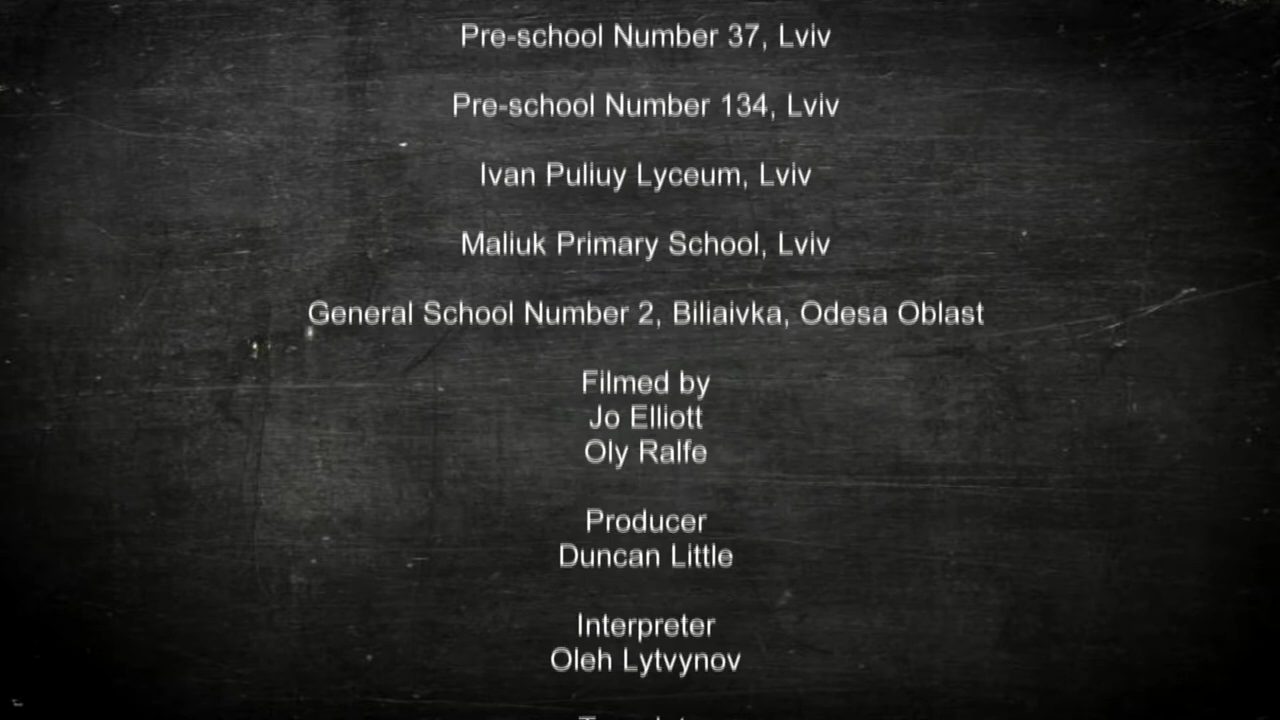 Pre-school Number 37, Lviv
Pre-school Number 134, Lviv
Ivan Puliuy Lyceum, Lviv
Maliuk Primary School, Lviv
General School Number 2, Biliaivka, Odesa Oblast
Filmed by
Jo Elliott
Oly Ralfe
Producer
Duncan Little
Interpreter
Oleh Lytvynov